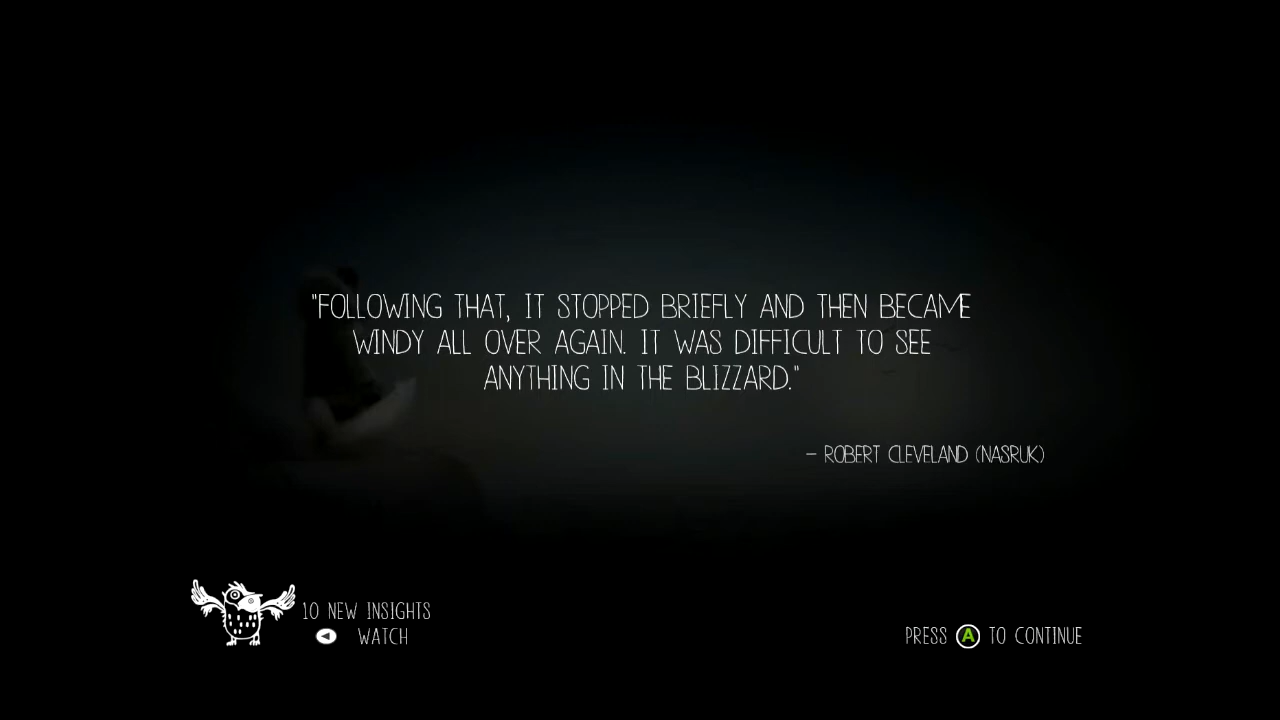 "FOLLOWING THAT, IT STOPPED BRIEFLY AND THEN BECAME
WINDY ALL OVER AGAIN. IT WAS DIFFICULT TO SEE
ANYTHING IN THE BLIZZARD."
– ROBERT CLEVELAND (NASRUK)
10 NEW INSIGHTS
WATCH
PRESS A TO CONTINUE